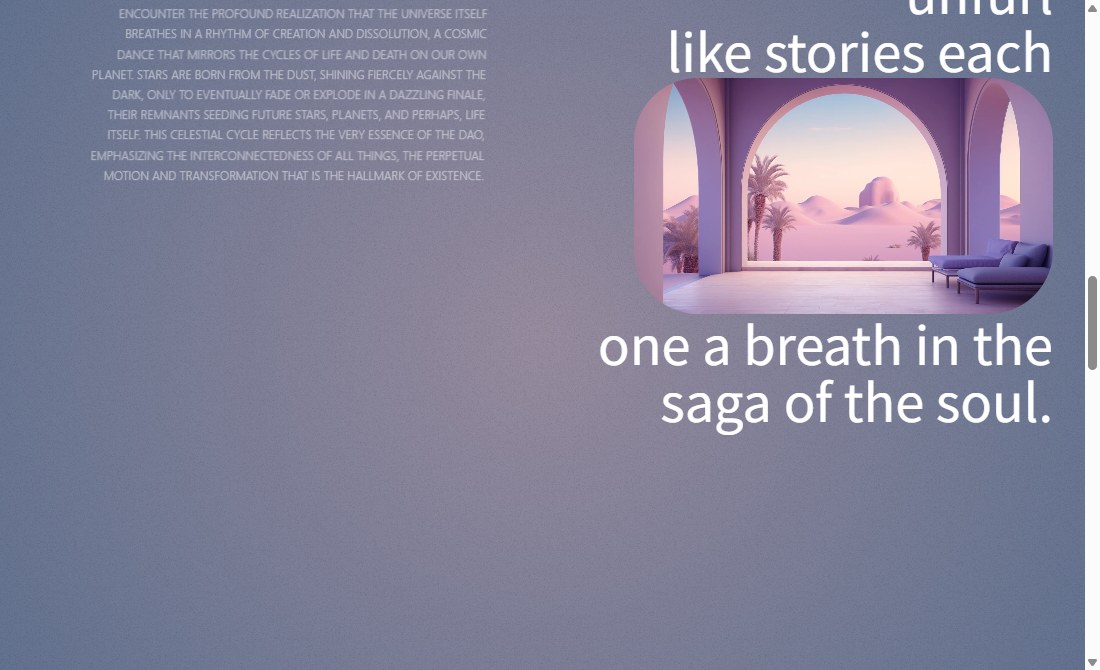 ENCOUNTER THE PROFOUND REALIZATION THAT THE UNIVERSE ITSELF
BREATHES IN A RHYTHM OF CREATION AND DISSOLUTION, A COSMIC
DANCE THAT MIRRORS THE CYCLES OF LIFE AND DEATH ON OUR OWN
PLANET. STARS ARE BORN FROM THE DUST, SHINING FIERCELY AGAINST THE
DARK, ONLY TO EVENTUALLY FADE OR EXPLODE IN A DAZZLING FINALE,
THEIR REMNANTS SEEDING FUTURE STARS, PLANETS, AND PERHAPS, LIFE
ITSELF. THIS CELESTIAL CYCLE REFLECTS THE VERY ESSENCE OF THE DAO,
EMPHASIZING THE INTERCONNECTEDNESS OF ALL THINGS, THE PERPETUAL
MOTION AND TRANSFORMATION THAT IS THE HALLMARK OF EXISTENCE.
unfurl
like stories each
one a breath in the
saga of the soul.